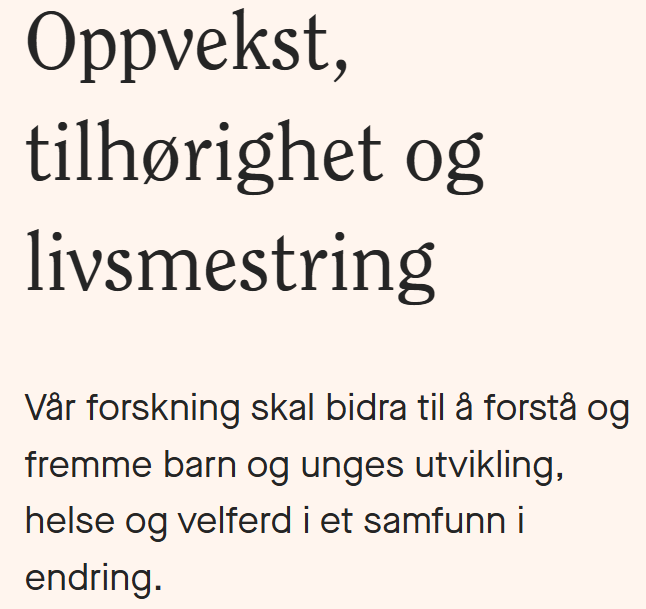 Oppvekst,
tilhørighet og
livsmestring
Vår forskning skal bidra til å forstå og
fremme barn og unges utvikling,
helse og velferd i et samfunn i
endring.